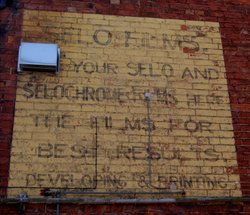 SELO FILMS.
YOUR SELO AND
SELOCHROME FILMS HERE
THE FILMS FOR
BEST RESULTS
DEVELOPING & PRINTING